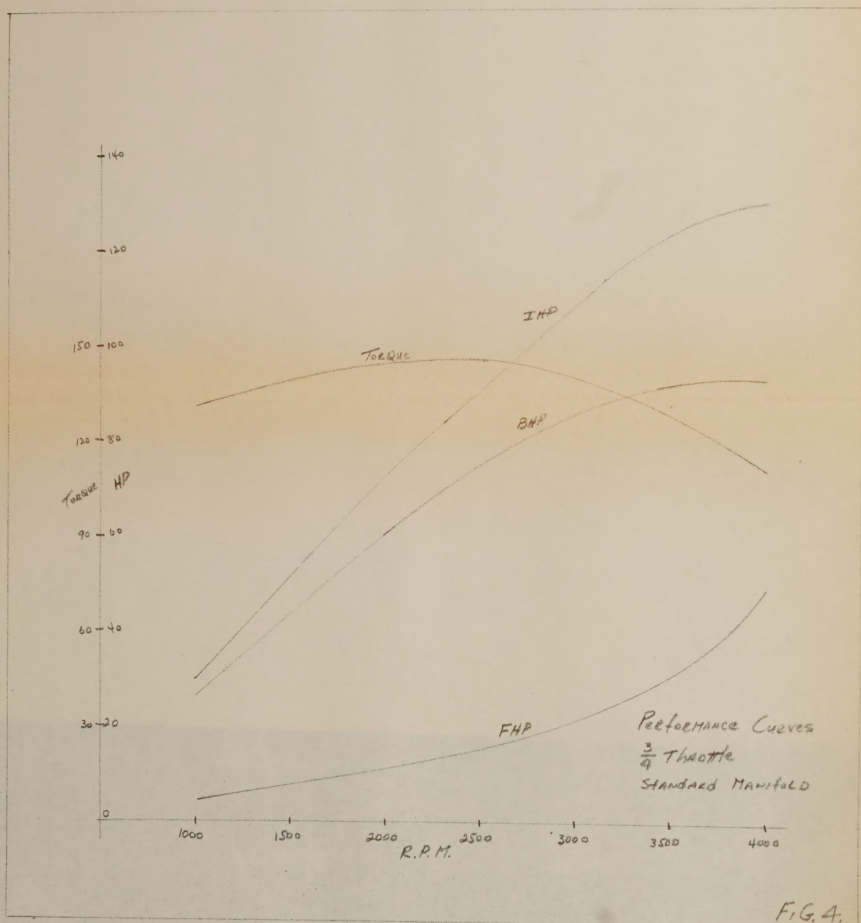 140
120
150 100
120 80
TORQUE HP
90 60
60 40
30 20
0
1000 1500 2000 2500 3000 3500 4000
R.P.M.
TORQUE
IHP
BHP
FHP
PERFORMANCE CURVES
3/4 THROTTLE
STANDARD MANIFOLD
FIG. 4.